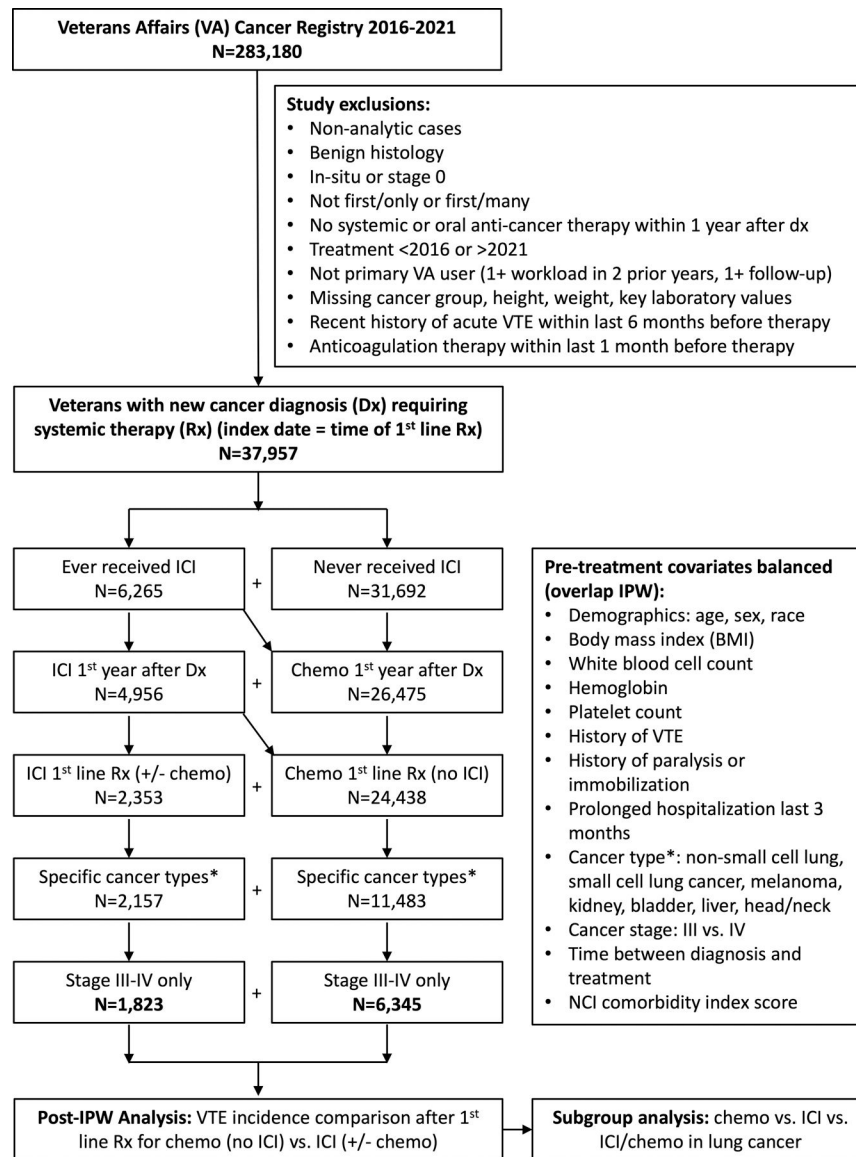 Veterans Affairs (VA) Cancer Registry 2016-2021
N=283,180
Study exclusions:
• Non-analytic cases
• Benign histology
• In-situ or stage 0
• Not first/only or first/many
• No systemic or oral anti-cancer therapy within 1 year after dx
• Treatment <2016 or >2021
• Not primary VA user (1+ workload in 2 prior years, 1+ follow-up)
• Missing cancer group, height, weight, key laboratory values
• Recent history of acute VTE within last 6 months before therapy
• Anticoagulation therapy within last 1 month before therapy
Veterans with new cancer diagnosis (Dx) requiring
systemic therapy (Rx) (index date = time of 1st line Rx)
N=37,957
Ever received ICI
N=6,265
+
Never received ICI
N=31,692
ICI 1st year after Dx
N=4,956
+
Chemo 1st year after Dx
N=26,475
ICI 1st line Rx (+/- chemo)
N=2,353
+
Chemo 1st line Rx (no ICI)
N=24,438
Specific cancer types*
N=2,157
+
Specific cancer types*
N=11,483
Stage III-IV only
N=1,823
+
Stage III-IV only
N=6,345
Pre-treatment covariates balanced
(overlap IPW):
• Demographics: age, sex, race
• Body mass index (BMI)
• White blood cell count
• Hemoglobin
• Platelet count
• History of VTE
• History of paralysis or
immobilization
• Prolonged hospitalization last 3
months
• Cancer type*: non-small cell lung,
small cell lung cancer, melanoma,
kidney, bladder, liver, head/neck
• Cancer stage: III vs. IV
• Time between diagnosis and
treatment
• NCI comorbidity index score
Post-IPW Analysis: VTE incidence comparison after 1st
line Rx for chemo (no ICI) vs. ICI (+/- chemo)
Subgroup analysis: chemo vs. ICI vs.
ICI/chemo in lung cancer